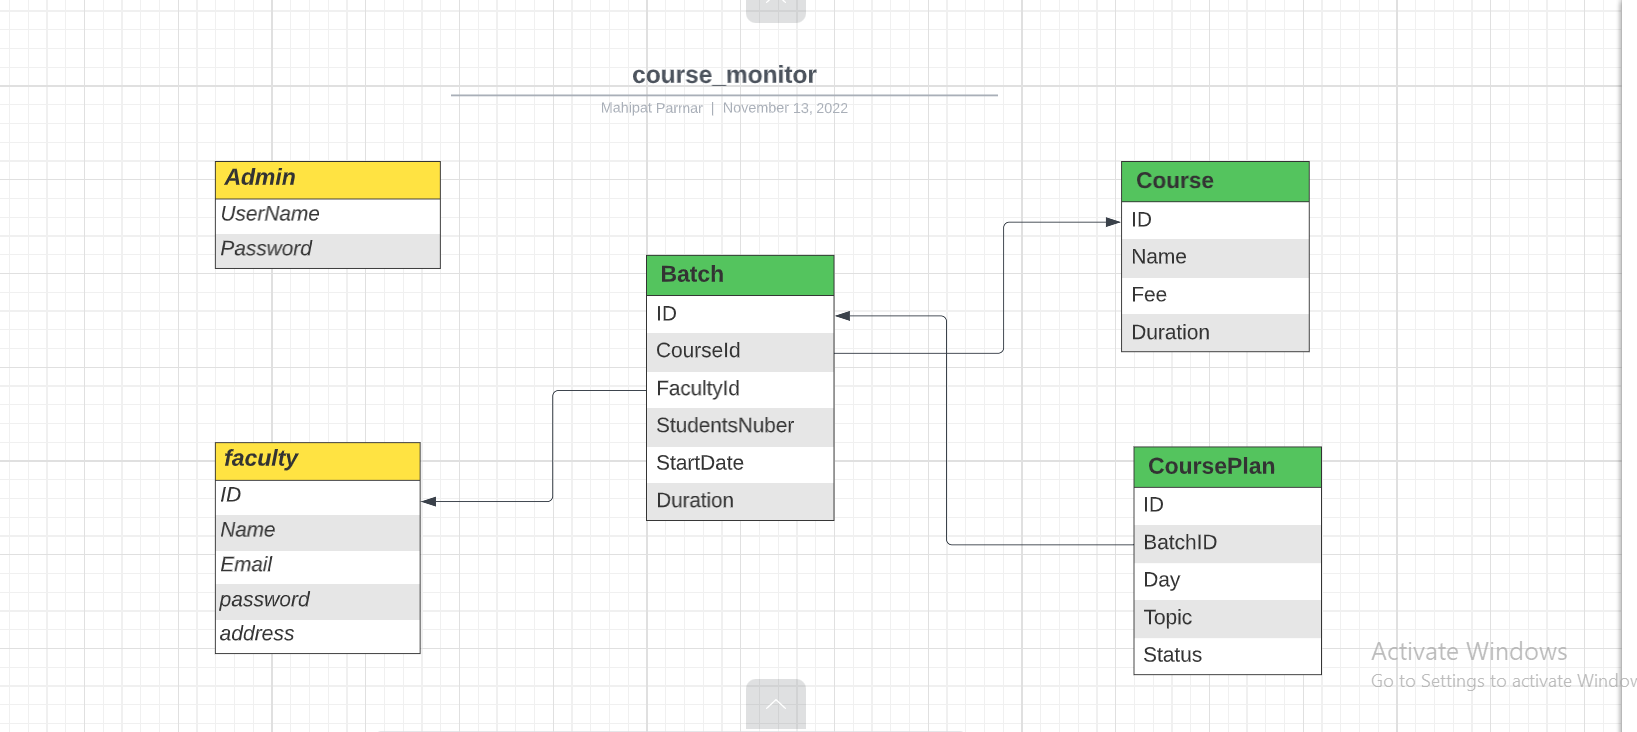 course_monitor
Mahipat Parmar | November 13, 2022
Admin
UserName
Password
faculty
ID
Name
Email
password
address
Batch
ID
CourseId
FacultyId
StudentsNuber
StartDate
Duration
Course
ID
Name
Fee
Duration
CoursePlan
ID
BatchID
Day
Topic
Status
Activate Windows
Go to Settings to activate Window